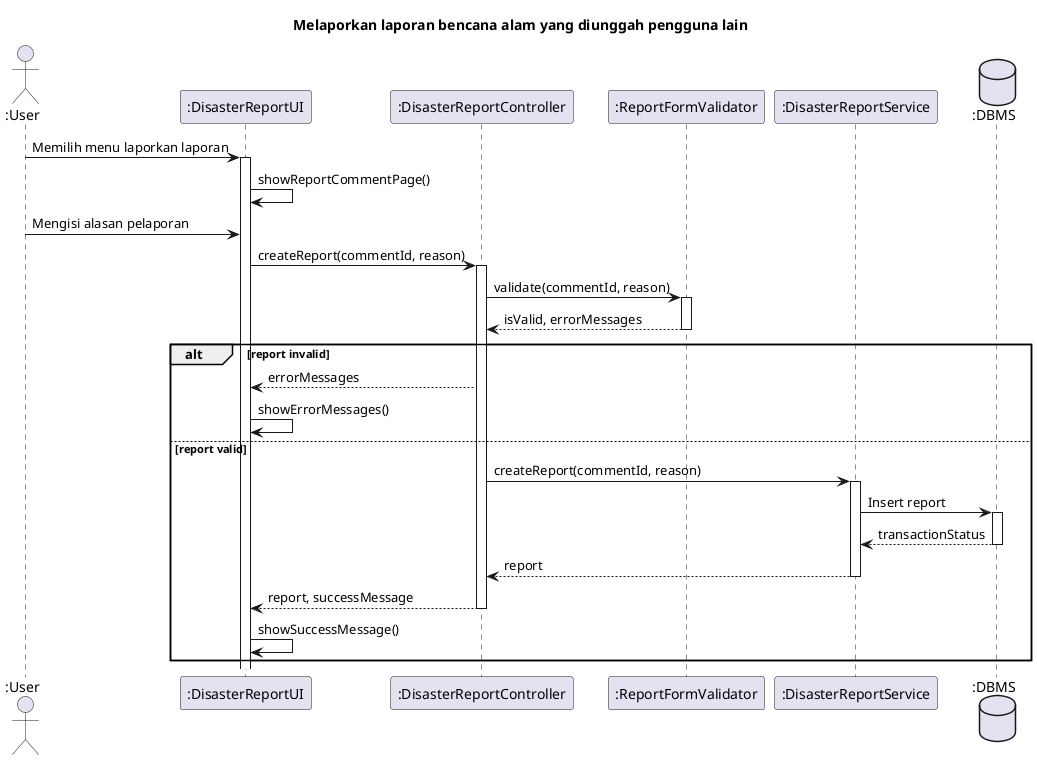 Melaporkan laporan bencana alam yang diunggah pengguna lain
:User
:DisasterReportUI
:DisasterReportController
:ReportFormValidator
:DisasterReportService
:DBMS
Memilih menu laporkan laporan
showReportCommentPage()
Mengisi alasan pelaporan
createReport(commentId, reason)
validate(commentId, reason)
isValid, errorMessages
alt
[report invalid]
errorMessages
showErrorMessages()
[report valid]
createReport(commentId, reason)
Insert report
transactionStatus
report
report, successMessage
showSuccessMessage()
:User
:DisasterReportUI
:DisasterReportController
:ReportFormValidator
:DisasterReportService
:DBMS